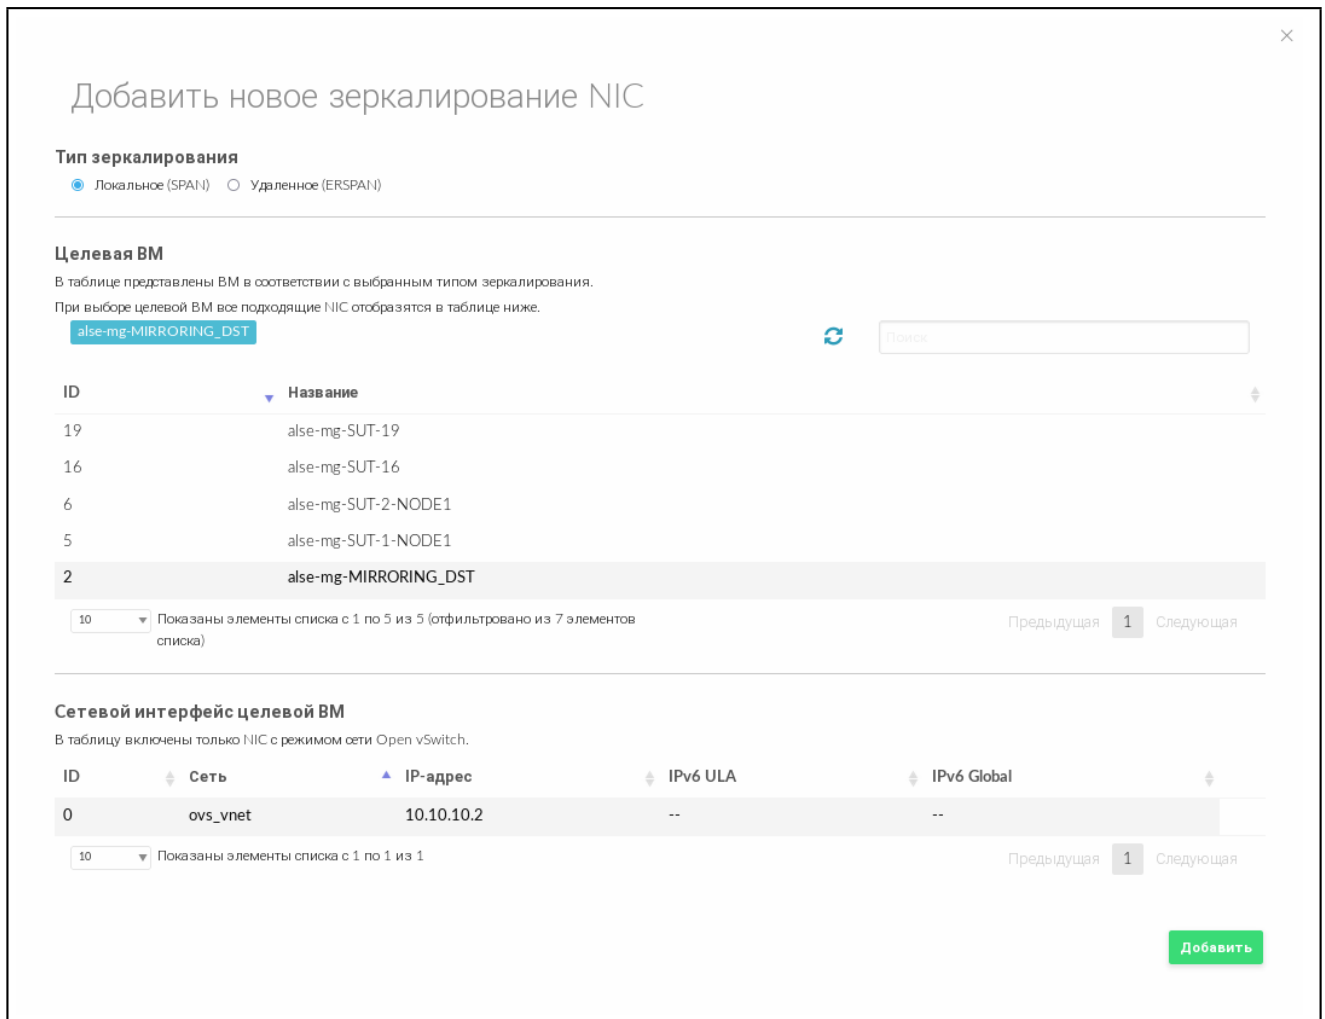 ×
Добавить новое зеркалирование NIC
Тип зеркалирования
Локальное (SPAN) Удаленное (ERSPAN)
Целевая ВМ
В таблице представлены ВМ в соответствии с выбранным типом зеркалирования.
При выборе целевой ВМ все подходящие NIC отобразятся в таблице ниже.
alse-mg-MIRRORING_DST Поиск
ID Название
19 alse-mg-SUT-19
16 alse-mg-SUT-16
6 alse-mg-SUT-2-NODE1
5 alse-mg-SUT-1-NODE1
2 alse-mg-MIRRORING_DST
10 Показаны элементы списка с 1 по 5 из 5 (отфильтровано из 7 элементов
списка)
Предыдущая 1 Следующая
Сетевой интерфейс целевой ВМ
В таблицу включены только NIC с режимом сети Open vSwitch.
ID Сеть IP-адрес IPv6 ULA IPv6 Global
0 ovs_vnet 10.10.10.2 -- --
10 Показаны элементы списка с 1 по 1 из 1 Предыдущая 1 Следующая
Добавить